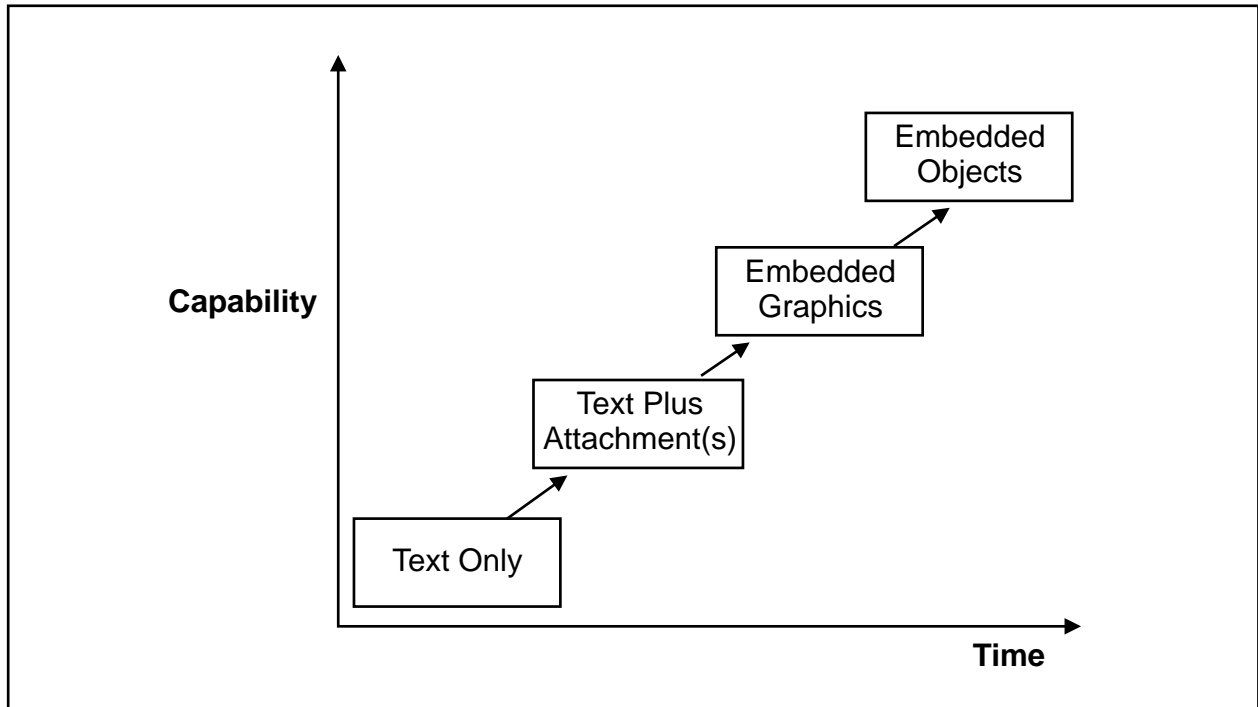 Embedded
Objects
Embedded
Graphics
Capability
Text Plus
Attachment(s)
Text Only
Time